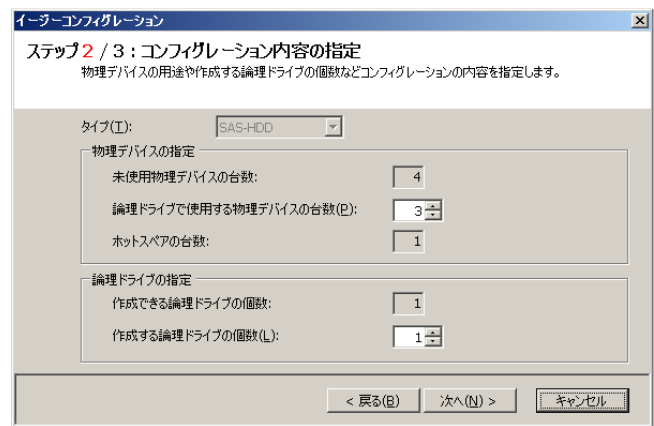 イージーコンフィグレーション
ステップ2 / 3 : コンフィグレーション内容の指定
物理デバイスの用途や作成する論理ドライブの個数などコンフィグレーションの内容を指定します。
タイプ(T): SAS-HDD
物理デバイスの指定
未使用物理デバイスの台数: 4
論理ドライブで使用する物理デバイスの台数(P): 3
ホットスペアの台数: 1
論理ドライブの指定
作成できる論理ドライブの個数: 1
作成する論理ドライブの個数(L): 1
< 戻る(B) 次へ(N) > キャンセル